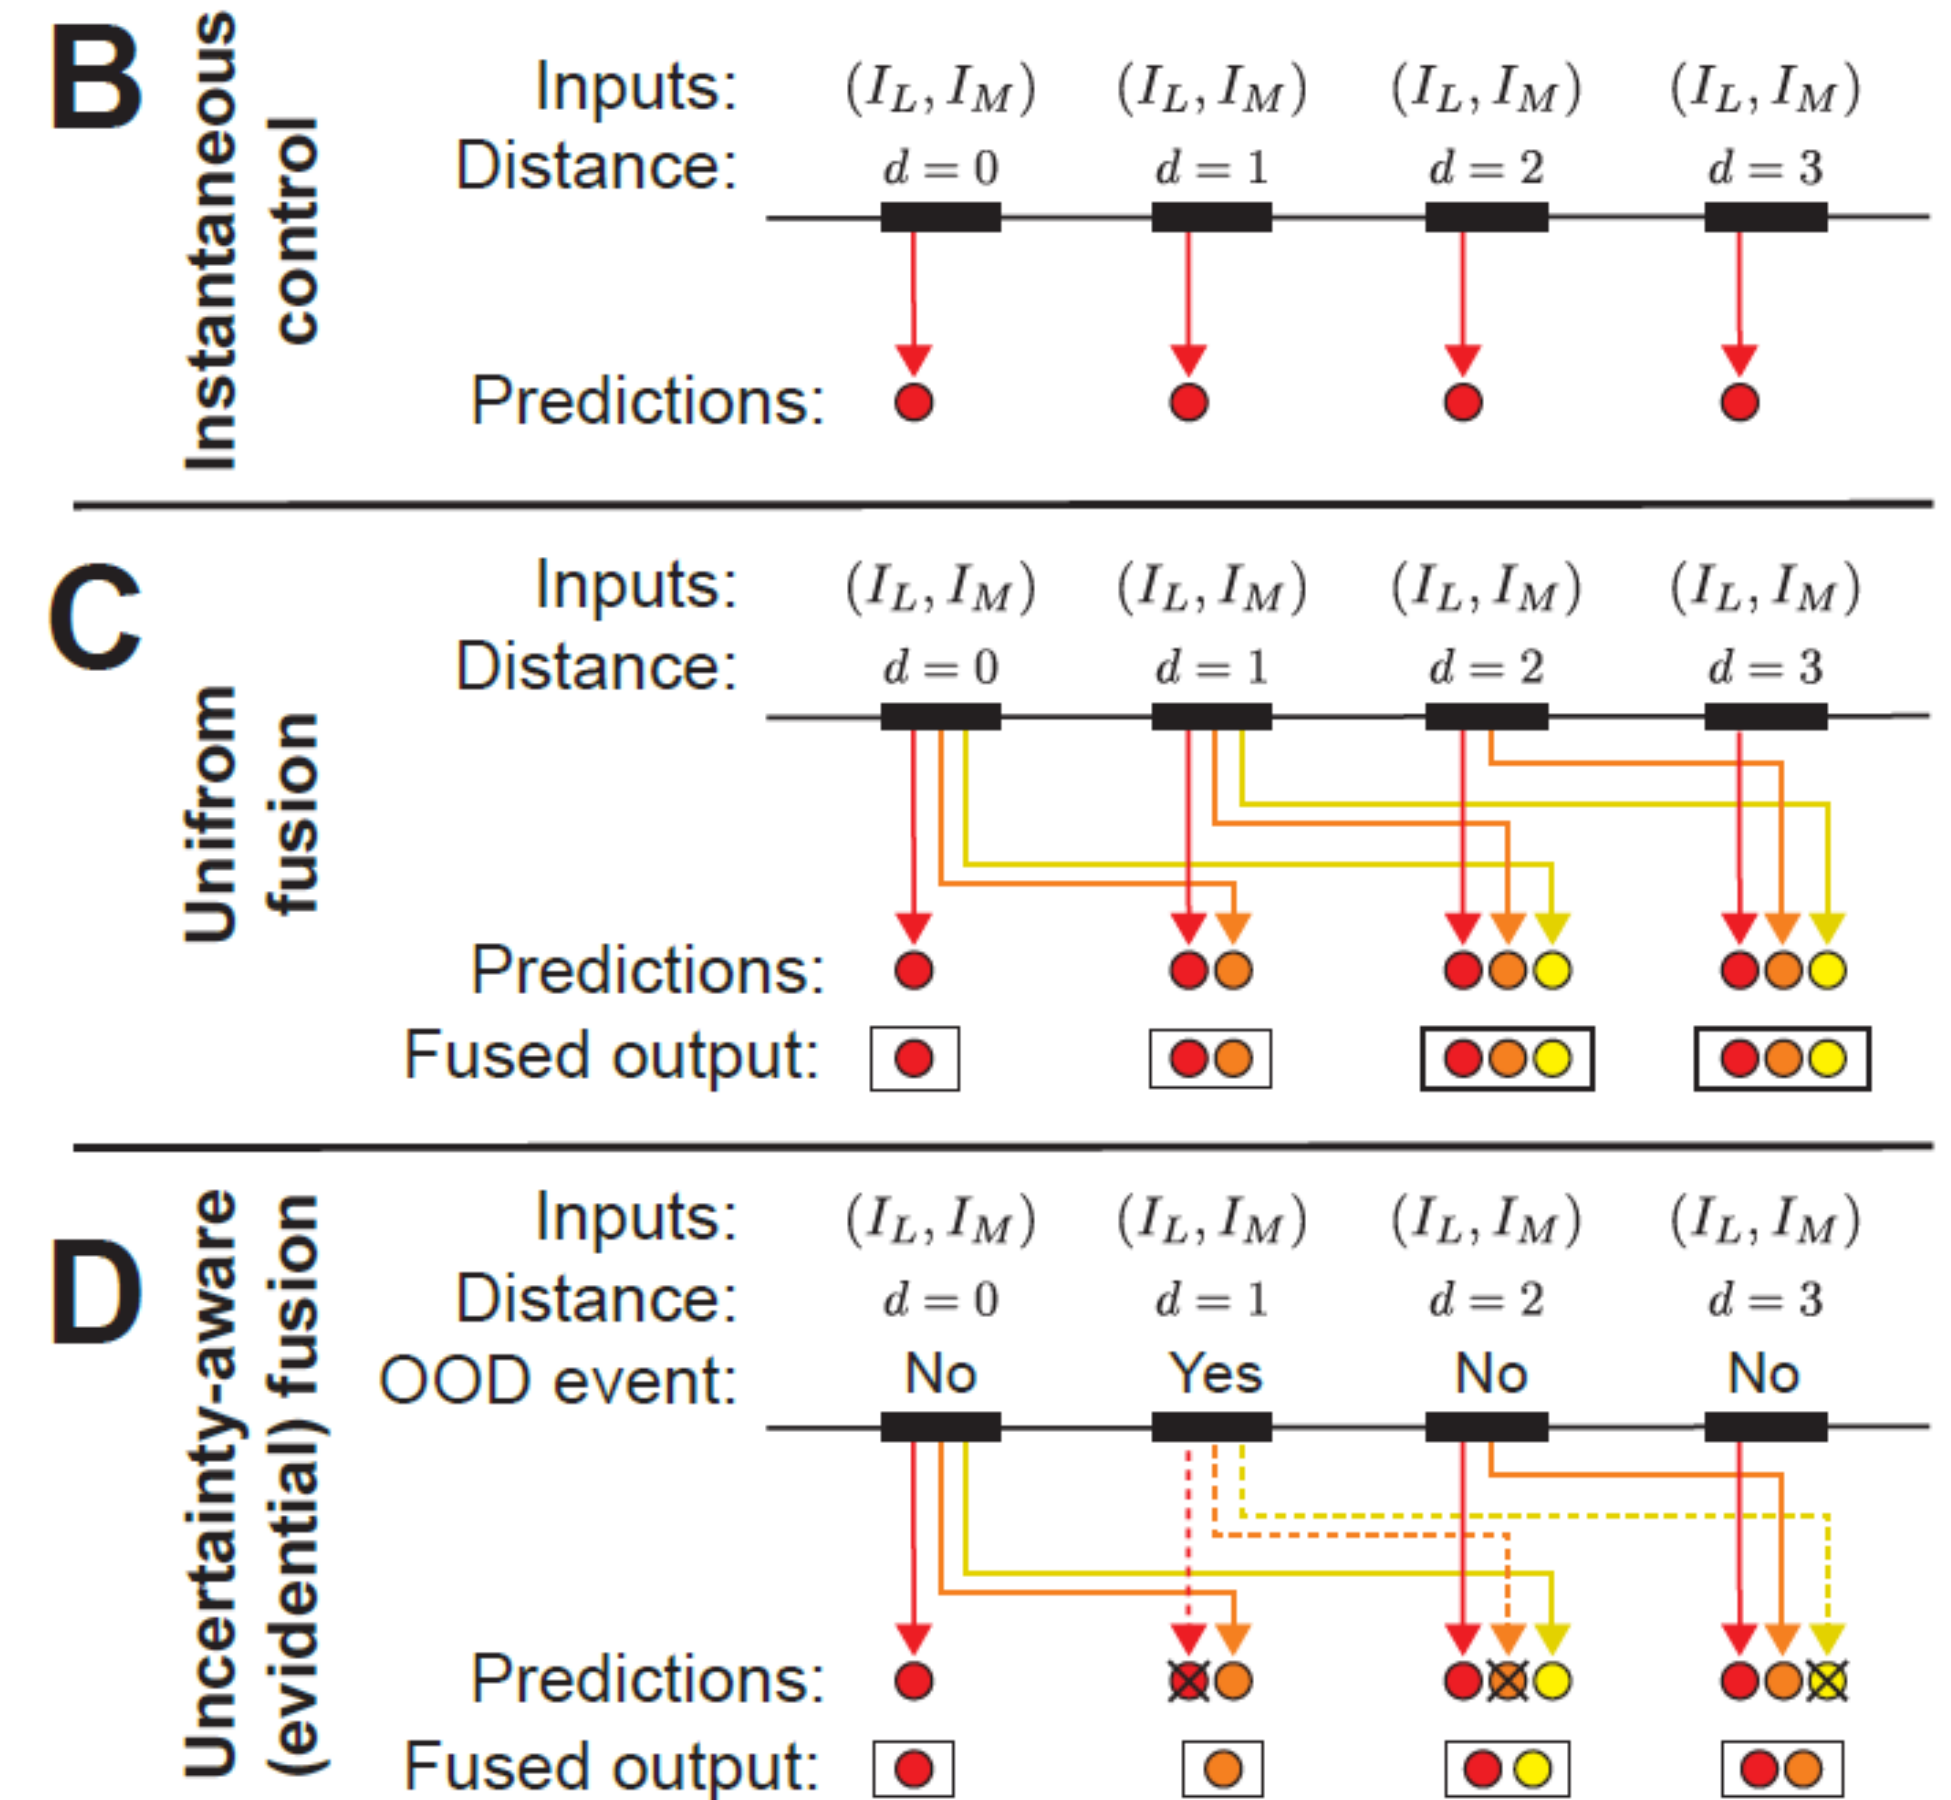 B
Instantaneous
control
Inputs: (I_L, I_M) (I_L, I_M) (I_L, I_M) (I_L, I_M)
Distance: d = 0 d = 1 d = 2 d = 3
Predictions:
C
Unifrom
fusion
Inputs: (I_L, I_M) (I_L, I_M) (I_L, I_M) (I_L, I_M)
Distance: d = 0 d = 1 d = 2 d = 3
Predictions:
Fused output:
D
Uncertainty-aware
(evidential) fusion
Inputs: (I_L, I_M) (I_L, I_M) (I_L, I_M) (I_L, I_M)
Distance: d = 0 d = 1 d = 2 d = 3
OOD event: No Yes No No
Predictions:
Fused output: